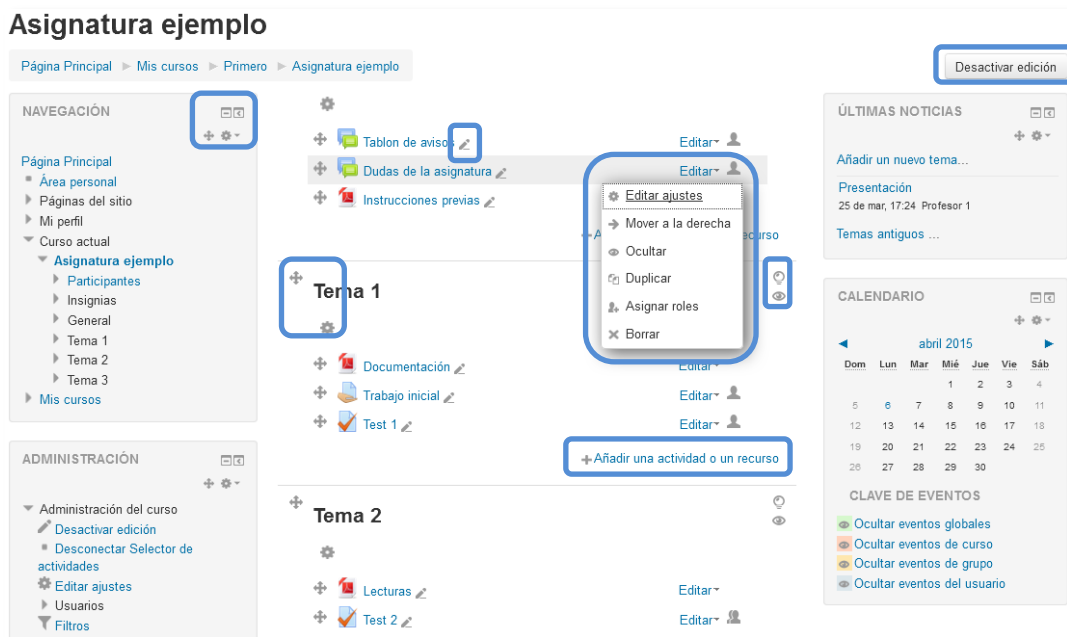 Asignatura ejemplo
Página Principal ▶ Mis cursos ▶ Primero ▶ Asignatura ejemplo
Desactivar edición
NAVEGACIÓN
Página Principal
Área personal
Páginas del sitio
Mi perfil
Curso actual
Asignatura ejemplo
Participantes
Insignias
General
Tema 1
Tema 2
Tema 3
Mis cursos
ADMINISTRACIÓN
Administración del curso
Desactivar edición
Desconectar Selector de
actividades
Editar ajustes
Usuarios
Filtros
Tablon de avisos
Editar
Dudas de la asignatura
Editar
Instrucciones previas
Editar ajustes
Mover a la derecha
Ocultar
Duplicar
Asignar roles
Borrar
Tema 1
Documentación
Editar
Trabajo inicial
Editar
Test 1
Editar
Añadir una actividad o un recurso
Tema 2
Lecturas
Editar
Test 2
Editar
ÚLTIMAS NOTICIAS
Añadir un nuevo tema...
Presentación
25 de mar, 17:24 Profesor 1
Temas antiguos ...
CALENDARIO
◀ abril 2015 ▶
Dom Lun Mar Mié Jue Vie Sáb
1 2 3 4
5 6 7 8 9 10 11
12 13 14 15 16 17 18
19 20 21 22 23 24 25
26 27 28 29 30
CLAVE DE EVENTOS
Ocultar eventos globales
Ocultar eventos de curso
Ocultar eventos de grupo
Ocultar eventos del usuario